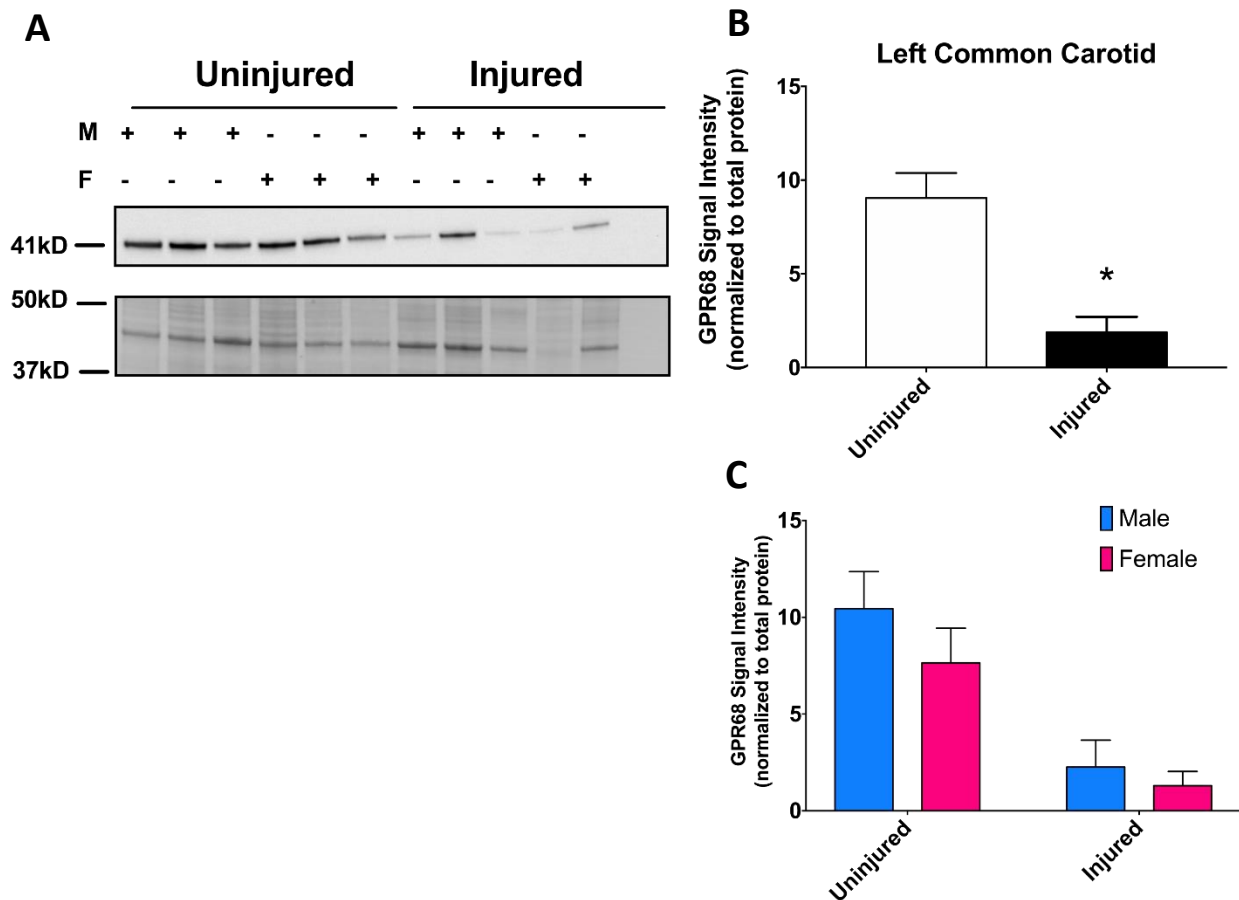 A
Uninjured Injured
M + + + - - - + + + - -
F - - - + + + - - - + +
41kD
50kD
37kD
B
Left Common Carotid
GPR68 Signal Intensity
(normalized to total protein)
15
10
5
0
*
Uninjured
Injured
C
GPR68 Signal Intensity
(normalized to total protein)
15
10
5
0
Male
Female
Uninjured
Injured